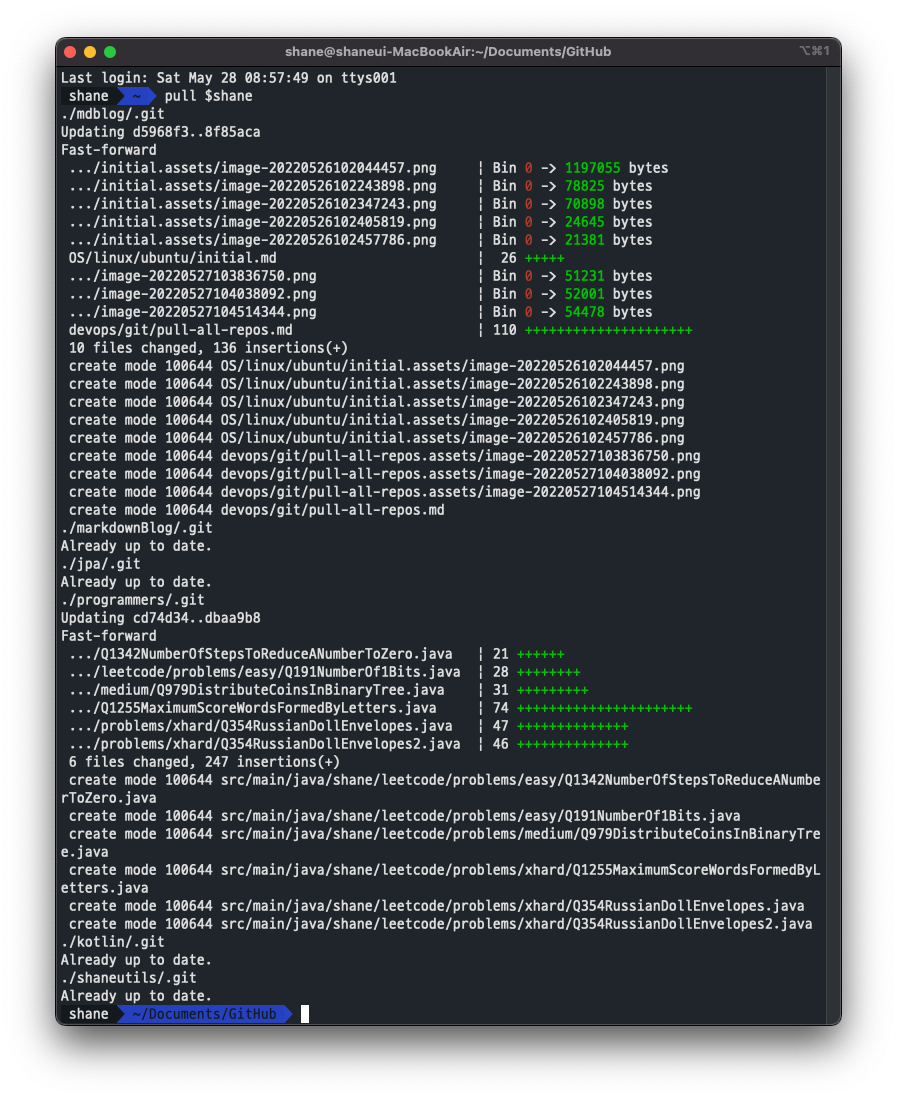 shane@shaneui-MacBookAir:~/Documents/GitHub
⌥⌘1
Last login: Sat May 28 08:57:49 on ttys001
shane ~ pull $shane
./mdblog/.git
Updating d5968f3..8f85aca
Fast-forward
.../initial.assets/image-20220526102044457.png | Bin 0 -> 1197055 bytes
.../initial.assets/image-20220526102243898.png | Bin 0 -> 78825 bytes
.../initial.assets/image-20220526102347243.png | Bin 0 -> 70898 bytes
.../initial.assets/image-20220526102405819.png | Bin 0 -> 24645 bytes
.../initial.assets/image-20220526102457786.png | Bin 0 -> 21381 bytes
OS/linux/ubuntu/initial.md | 26 +++++
.../image-20220527103836750.png | Bin 0 -> 51231 bytes
.../image-20220527104038092.png | Bin 0 -> 52001 bytes
.../image-20220527104514344.png | Bin 0 -> 54478 bytes
devops/git/pull-all-repos.md | 110 +++++++++++++++++++++
10 files changed, 136 insertions(+)
create mode 100644 OS/linux/ubuntu/initial.assets/image-20220526102044457.png
create mode 100644 OS/linux/ubuntu/initial.assets/image-20220526102243898.png
create mode 100644 OS/linux/ubuntu/initial.assets/image-20220526102347243.png
create mode 100644 OS/linux/ubuntu/initial.assets/image-20220526102405819.png
create mode 100644 OS/linux/ubuntu/initial.assets/image-20220526102457786.png
create mode 100644 devops/git/pull-all-repos.assets/image-20220527103836750.png
create mode 100644 devops/git/pull-all-repos.assets/image-20220527104038092.png
create mode 100644 devops/git/pull-all-repos.assets/image-20220527104514344.png
create mode 100644 devops/git/pull-all-repos.md
./markdownBlog/.git
Already up to date.
./jpa/.git
Already up to date.
./programmers/.git
Updating cd74d34..dbaa9b8
Fast-forward
.../Q1342NumberOfStepsToReduceANumberToZero.java | 21 ++++++
.../leetcode/problems/easy/Q191NumberOf1Bits.java | 28 ++++++++
.../medium/Q979DistributeCoinsInBinaryTree.java | 31 +++++++++
.../Q1255MaximumScoreWordsFormedByLetters.java | 74 ++++++++++++++++++++++
.../problems/xhard/Q354RussianDollEnvelopes.java | 47 ++++++++++++++
.../problems/xhard/Q354RussianDollEnvelopes2.java | 46 ++++++++++++++
6 files changed, 247 insertions(+)
create mode 100644 src/main/java/shane/leetcode/problems/easy/Q1342NumberOfStepsToReduceANumbe
rToZero.java
create mode 100644 src/main/java/shane/leetcode/problems/easy/Q191NumberOf1Bits.java
create mode 100644 src/main/java/shane/leetcode/problems/medium/Q979DistributeCoinsInBinaryTre
e.java
create mode 100644 src/main/java/shane/leetcode/problems/xhard/Q1255MaximumScoreWordsFormedByL
etters.java
create mode 100644 src/main/java/shane/leetcode/problems/xhard/Q354RussianDollEnvelopes.java
create mode 100644 src/main/java/shane/leetcode/problems/xhard/Q354RussianDollEnvelopes2.java
./kotlin/.git
Already up to date.
./shaneutils/.git
Already up to date.
shane ~/Documents/GitHub